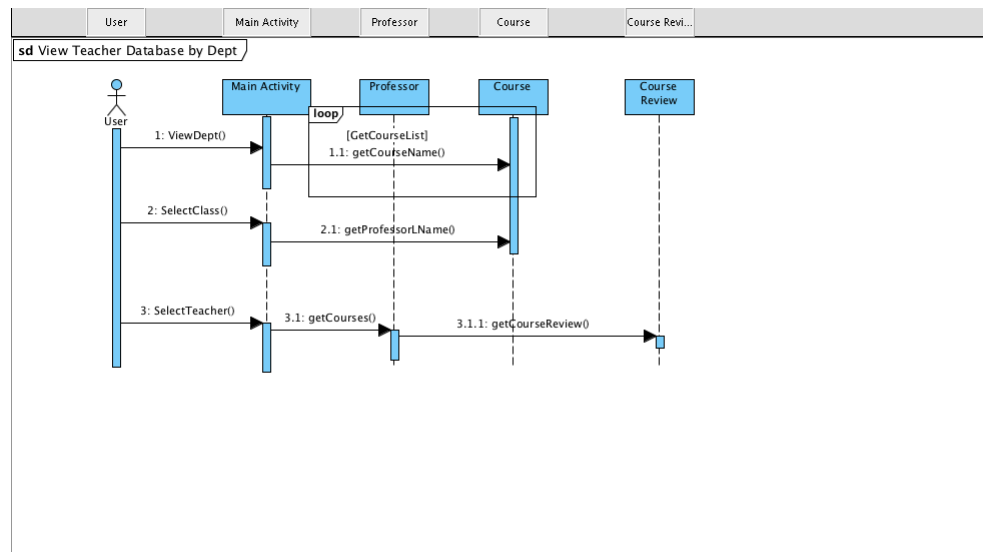 User
Main Activity
Professor
Course
Course Revi...
sd View Teacher Database by Dept
Main Activity
Professor
Course
Course
Review
User
loop
[GetCourseList]
1: ViewDept()
1.1: getCourseName()
2: SelectClass()
2.1: getProfessorLName()
3: SelectTeacher()
3.1: getCourses()
3.1.1: getCourseReview()